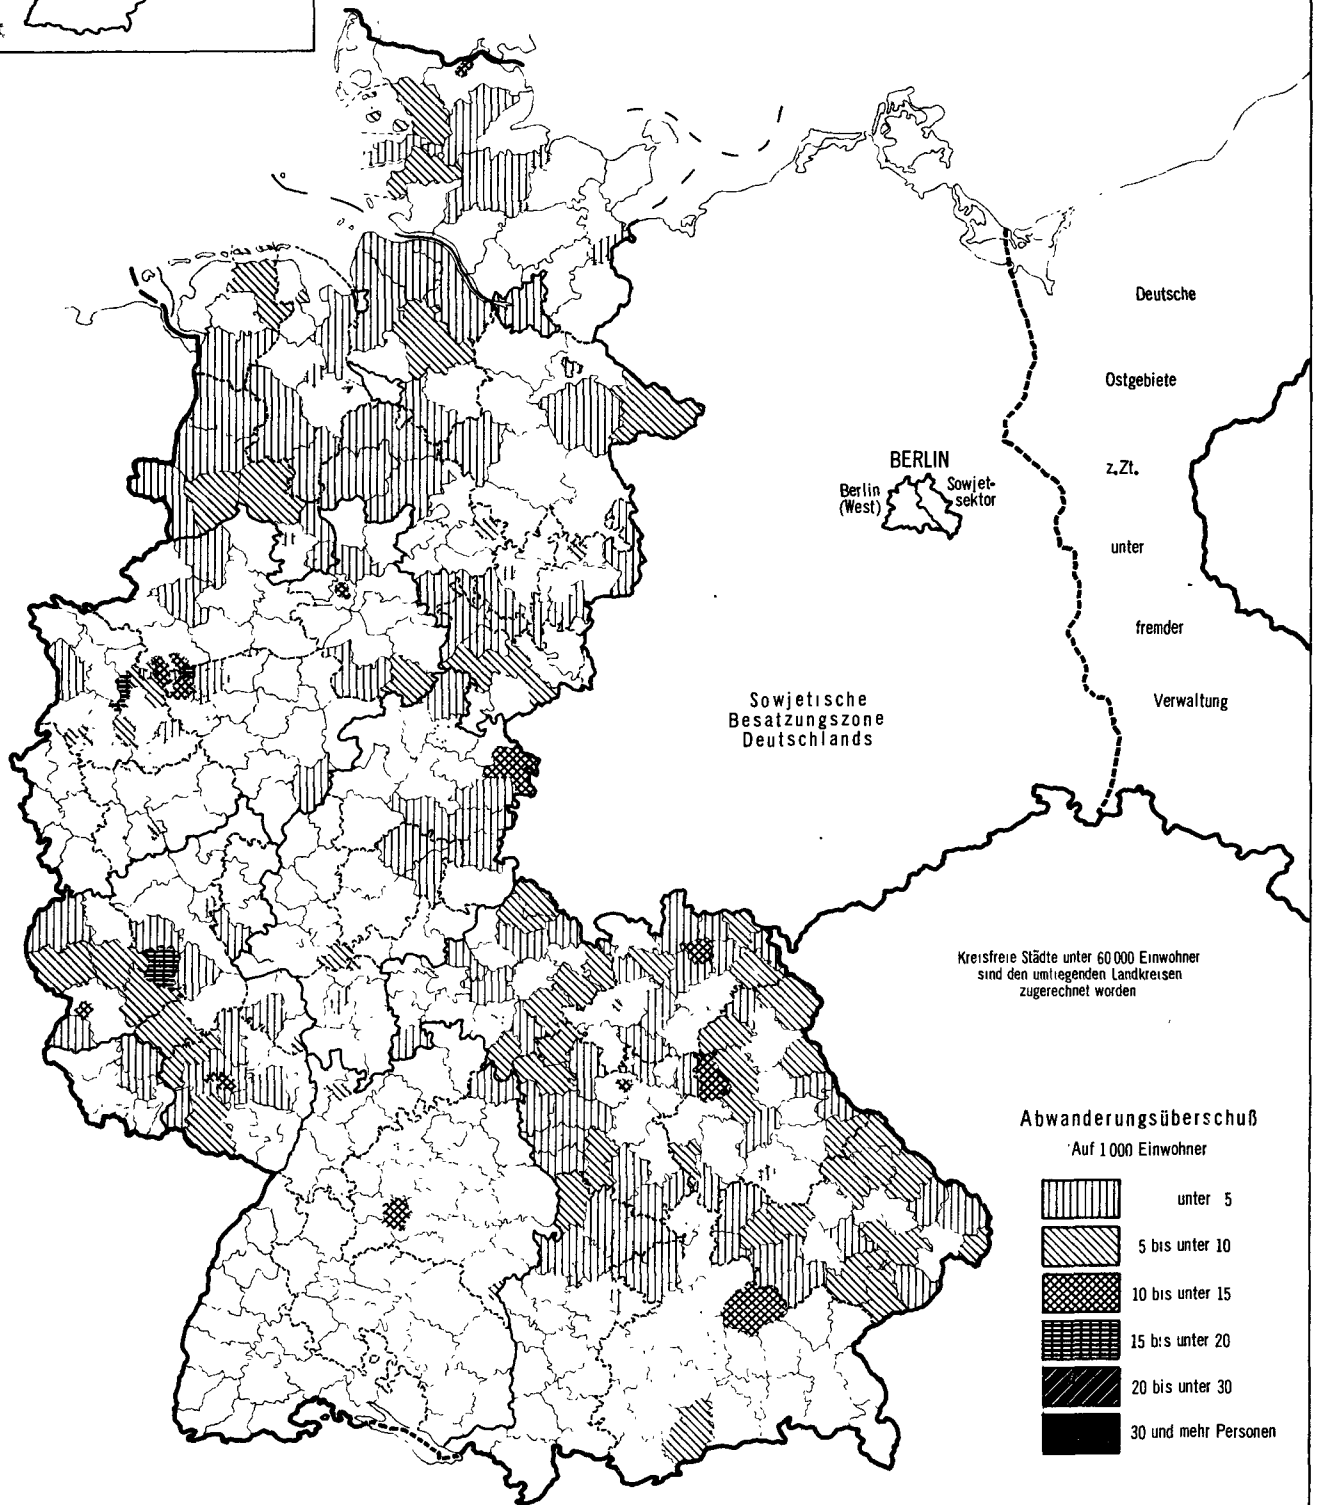 Deutsche
Ostgebiete
z.Zt.
unter
fremder
Verwaltung
BERLIN
Berlin
(West)
Sowjet-
sektor
Sowjetische
Besatzungszone
Deutschlands
Kreisfreie Städte unter 60 000 Einwohner
sind den umliegenden Landkreisen
zugerechnet worden
Abwanderungsüberschuß
Auf 1 000 Einwohner
unter 5
5 bis unter 10
10 bis unter 15
15 bis unter 20
20 bis unter 30
30 und mehr Personen